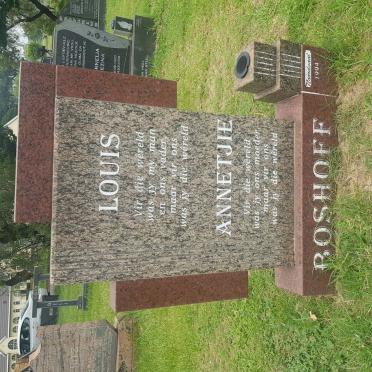 LOUIS
Vir die wereld
was jy my man
en ons vader
maar vir ons
was jy die wereld
ANNETJIE
Vir die wereld
was jy ons moeder
maar vir ons
was jy die wereld
BOSHOFF
1994